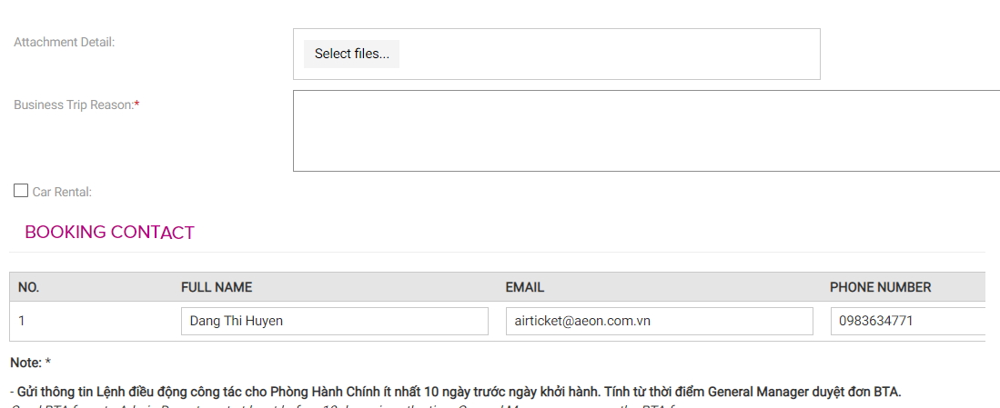 Attachment Detail:
Select files...
Business Trip Reason:*
Car Rental:
BOOKING CONTACT
NO. FULL NAME EMAIL PHONE NUMBER
1 Dang Thi Huyen airticket@aeon.com.vn 0983634771
Note: *
- Gửi thông tin Lệnh điều động công tác cho Phòng Hành Chính ít nhất 10 ngày trước ngày khởi hành. Tính từ thời điểm General Manager duyệt đơn BTA.